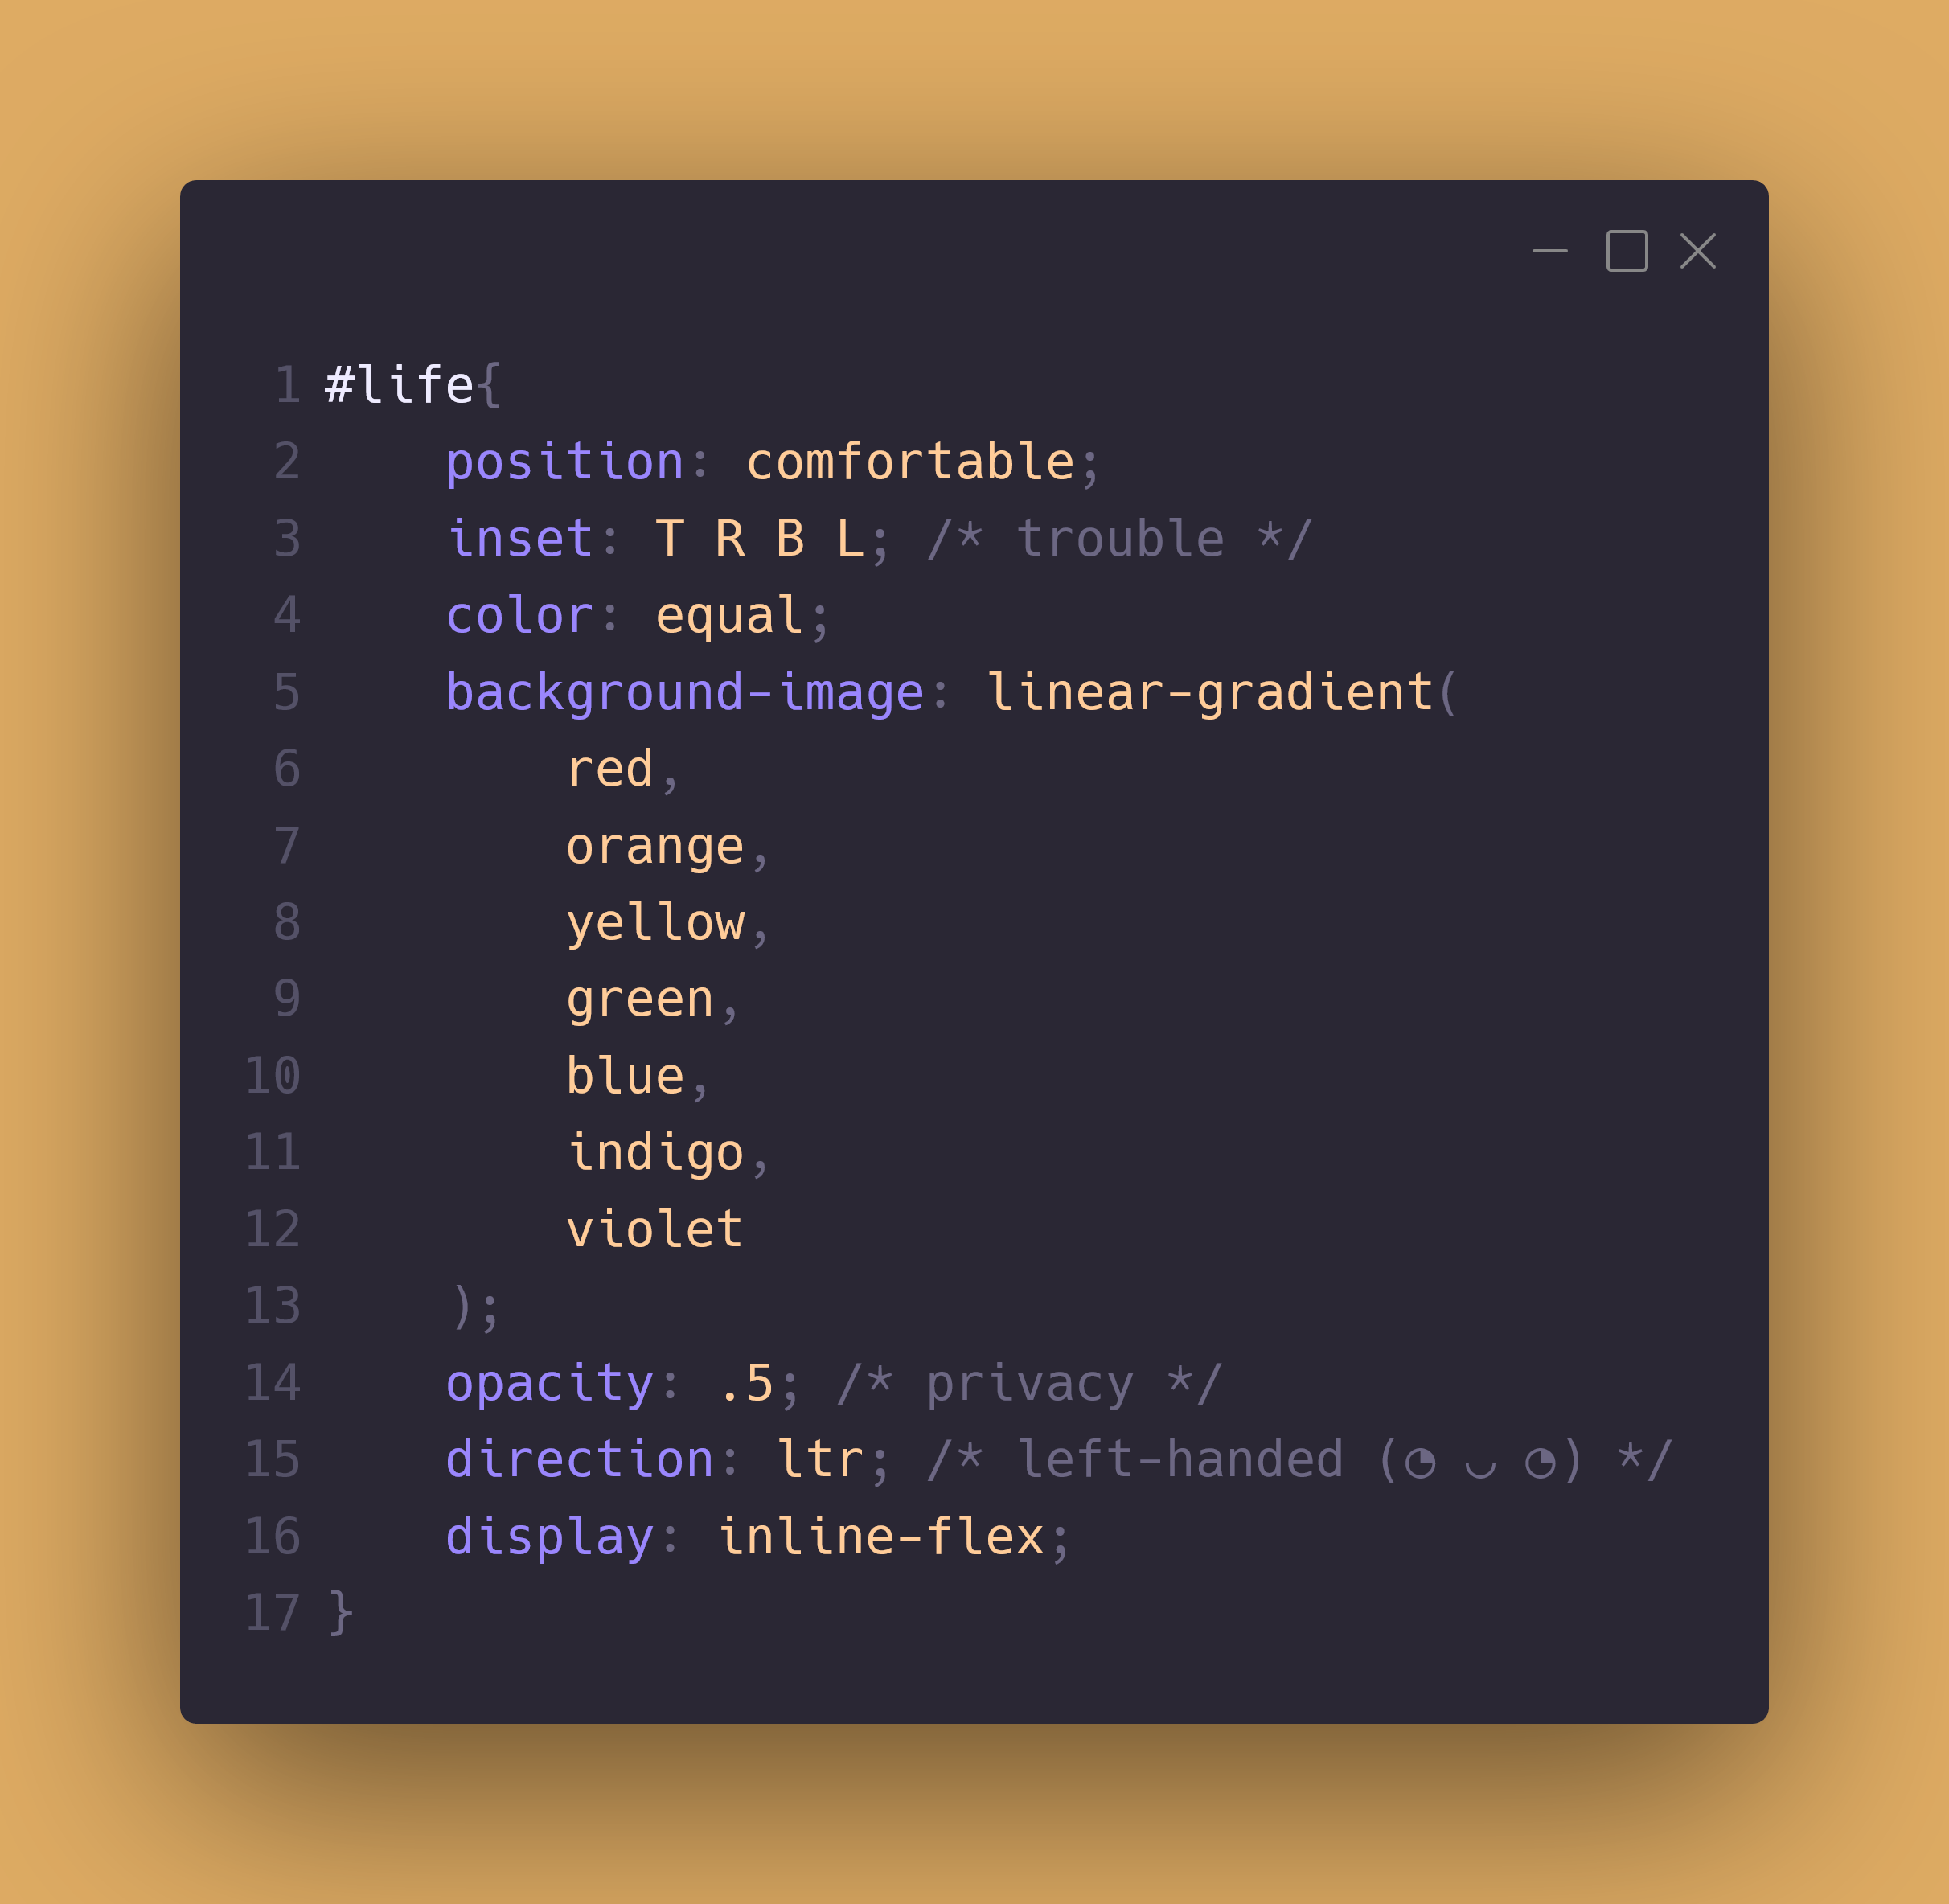 1 #life{
2     position: comfortable;
3     inset: T R B L; /* trouble */
4     color: equal;
5     background-image: linear-gradient(
6         red,
7         orange,
8         yellow,
9         green,
10         blue,
11         indigo,
12         violet
13     );
14     opacity: .5; /* privacy */
15     direction: ltr; /* left-handed (◔ ◡ ◔) */
16     display: inline-flex;
17 }